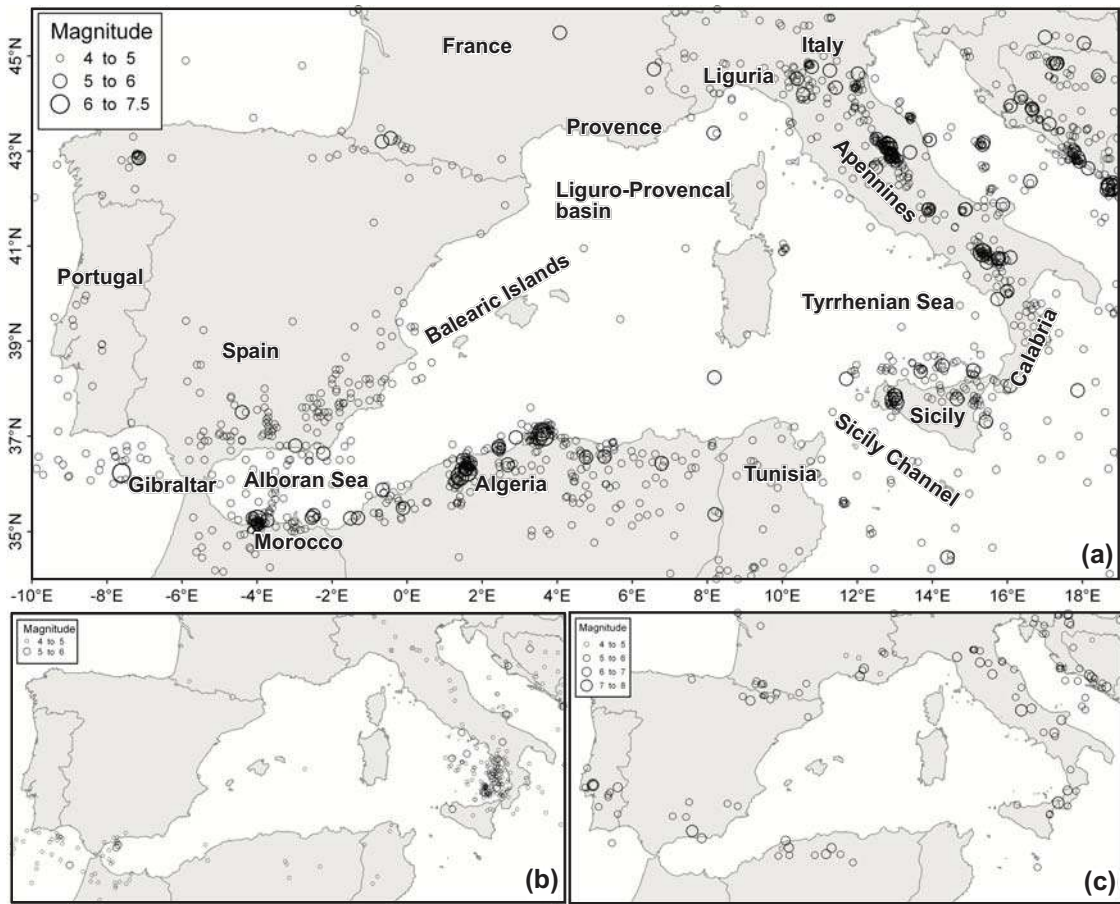 Magnitude
4 to 5
5 to 6
6 to 7.5
France
Italy
Liguria
Provence
Apennines
Liguro-Provencal
basin
Portugal
Balearic Islands
Tyrrhenian Sea
Calabria
Spain
Sicily
Sicily Channel
Gibraltar
Alboran Sea
Algeria
Tunisia
Morocco
(a)
45°N
43°N
41°N
39°N
37°N
35°N
-10°E
-8°E
-6°E
-4°E
-2°E
0°E
2°E
4°E
6°E
8°E
10°E
12°E
14°E
16°E
18°E
Magnitude
4 to 5
5 to 6
(b)
Magnitude
4 to 5
5 to 6
6 to 7
7 to 8
(c)